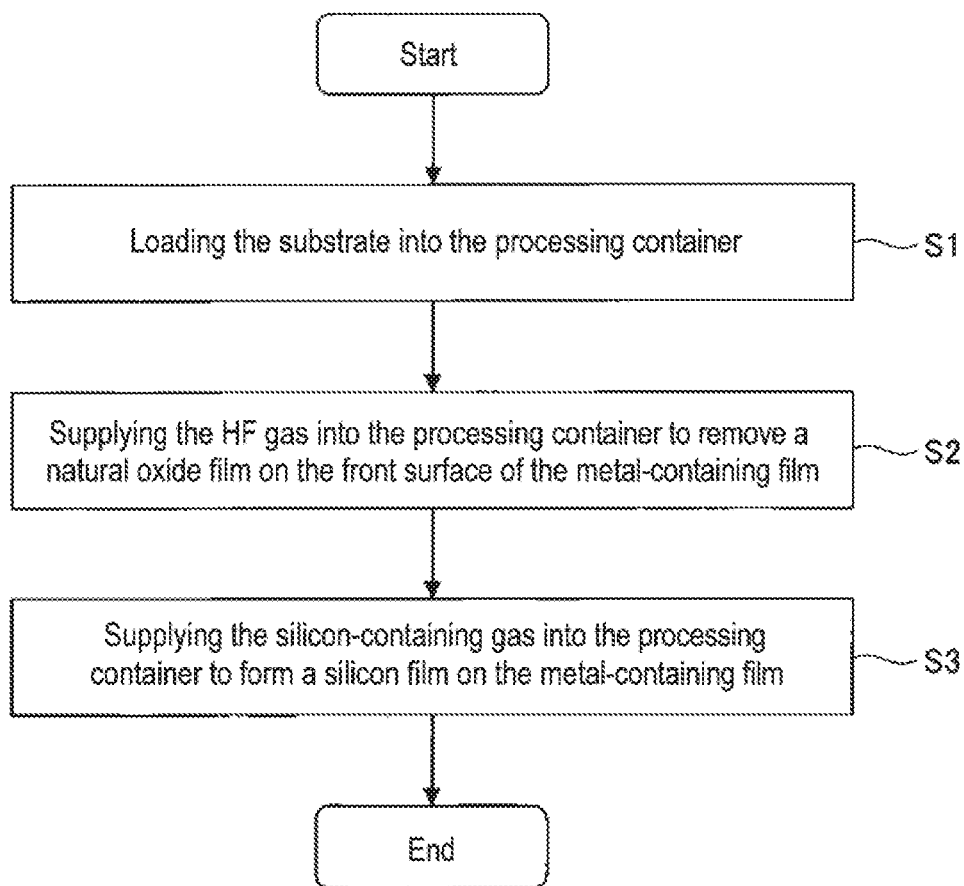 Start
Loading the substrate into the processing container
S1
Supplying the HF gas into the processing container to remove a
natural oxide film on the front surface of the metal-containing film
S2
Supplying the silicon-containing gas into the processing
container to form a silicon film on the metal-containing film
S3
End